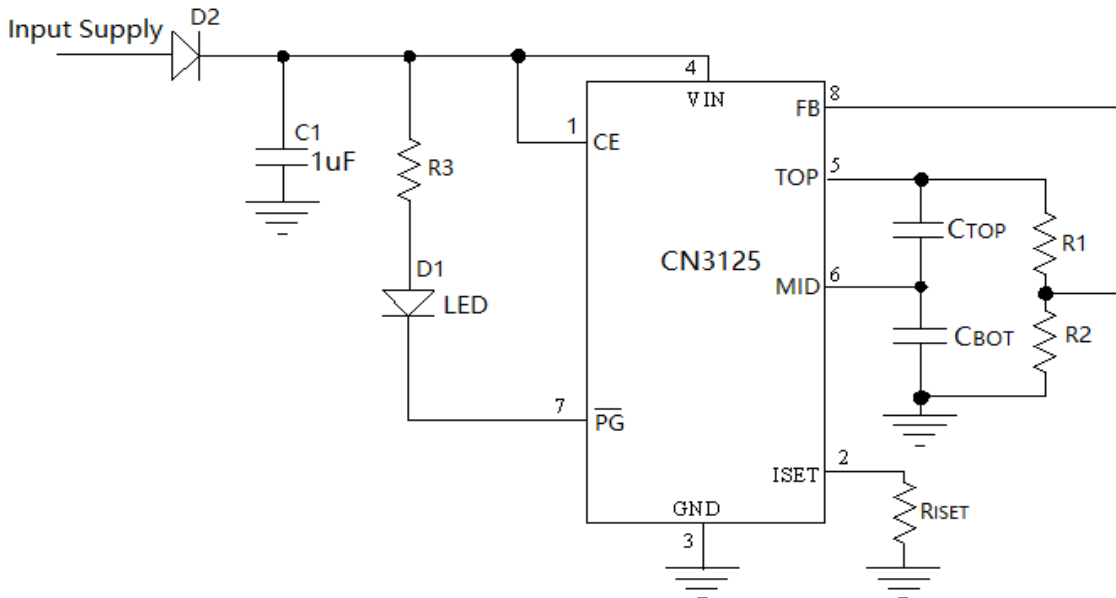 Input Supply
D2
4
VIN
FB
8
1
CE
C1
1uF
R3
TOP
5
CTOP
R1
D1
LED
CN3125
MID
6
CBOT
R2
7
PG
ISET
2
RISET
GND
3